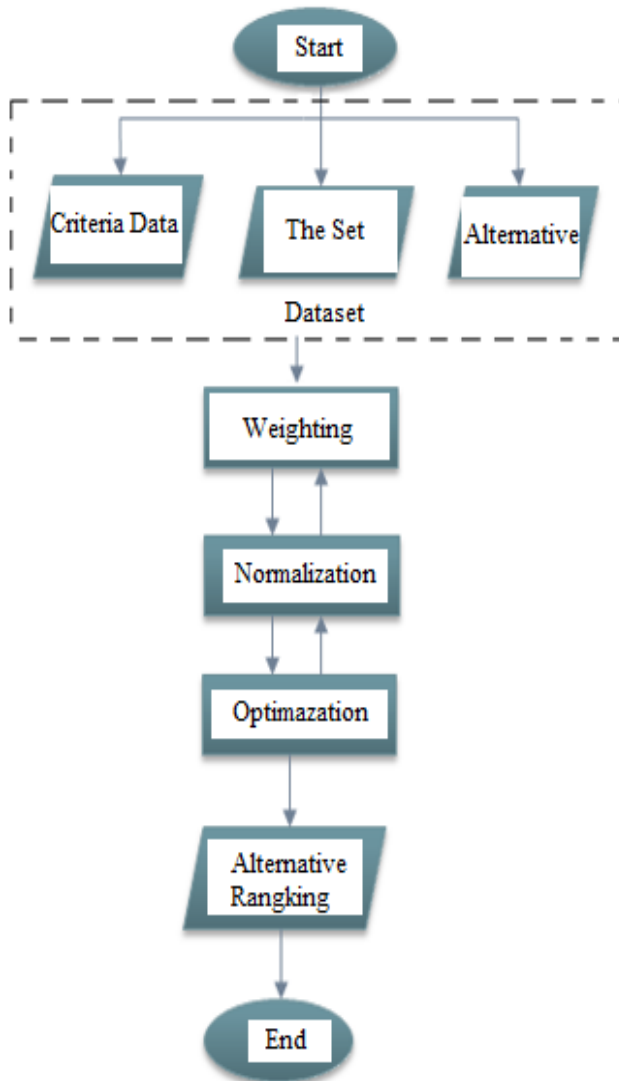 Start
Criteria Data
The Set
Alternative
Dataset
Weighting
Normalization
Optimazation
Alternative
Rangking
End